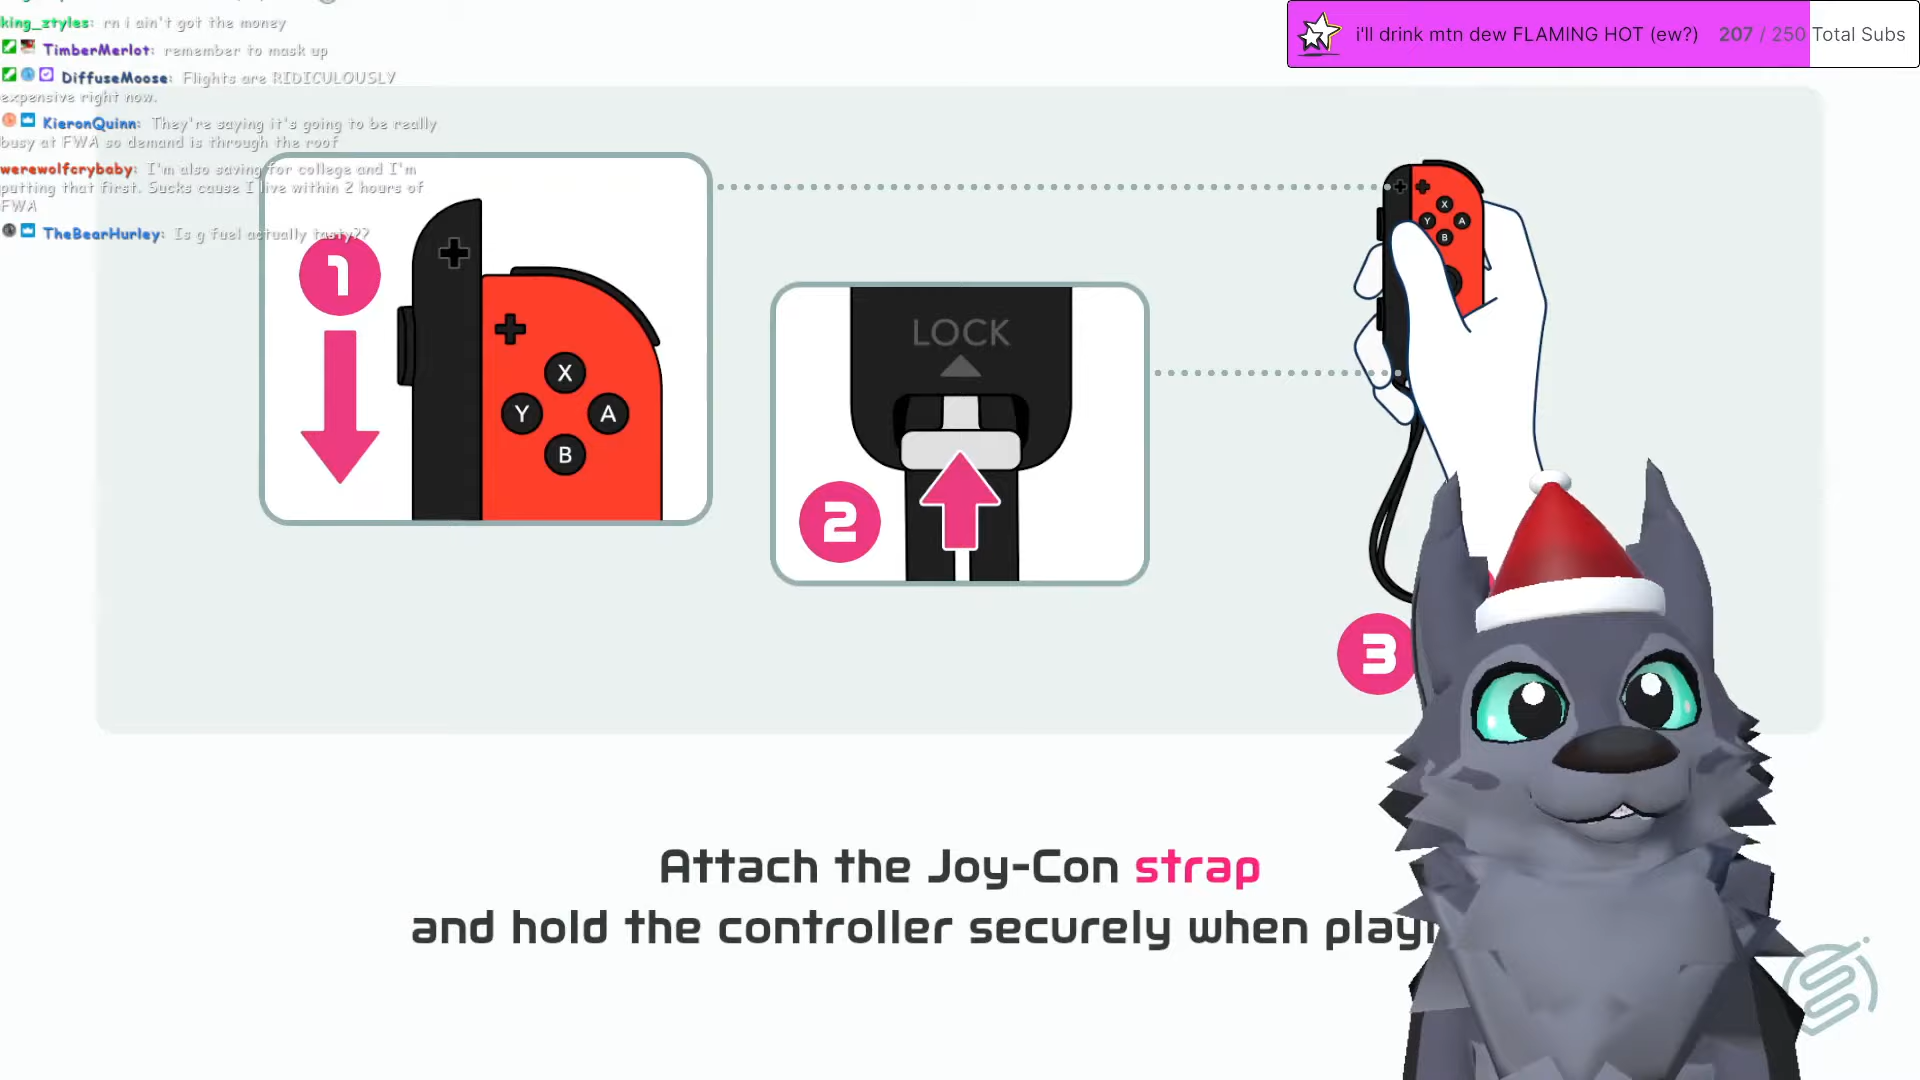 king_ztyles: rn i ain't got the money
TimberMerlot: remember to mask up
DiffuseMoose: Flights are RIDICULOUSLY
expensive right now.
KieronQuinn: They're saying it's going to be really
busy at FWA so demand is through the roof
werewolfcrybaby: I'm also saving for college and I'm
putting that first. Sucks cause I live within 2 hours of
FWA
TheBearHurley: Is g fuel actually tasty??
i'll drink mtn dew FLAMING HOT (ew?) 207 / 250 Total Subs
1
X
Y A
B
LOCK
2
X
Y A
B
3
Attach the Joy-Con strap
and hold the controller securely when playi